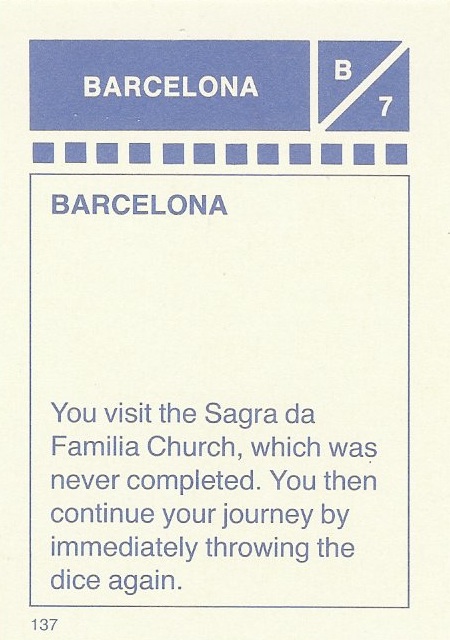 BARCELONA
B
7
BARCELONA
You visit the Sagra da
Familia Church, which was
never completed. You then
continue your journey by
immediately throwing the
dice again.
137